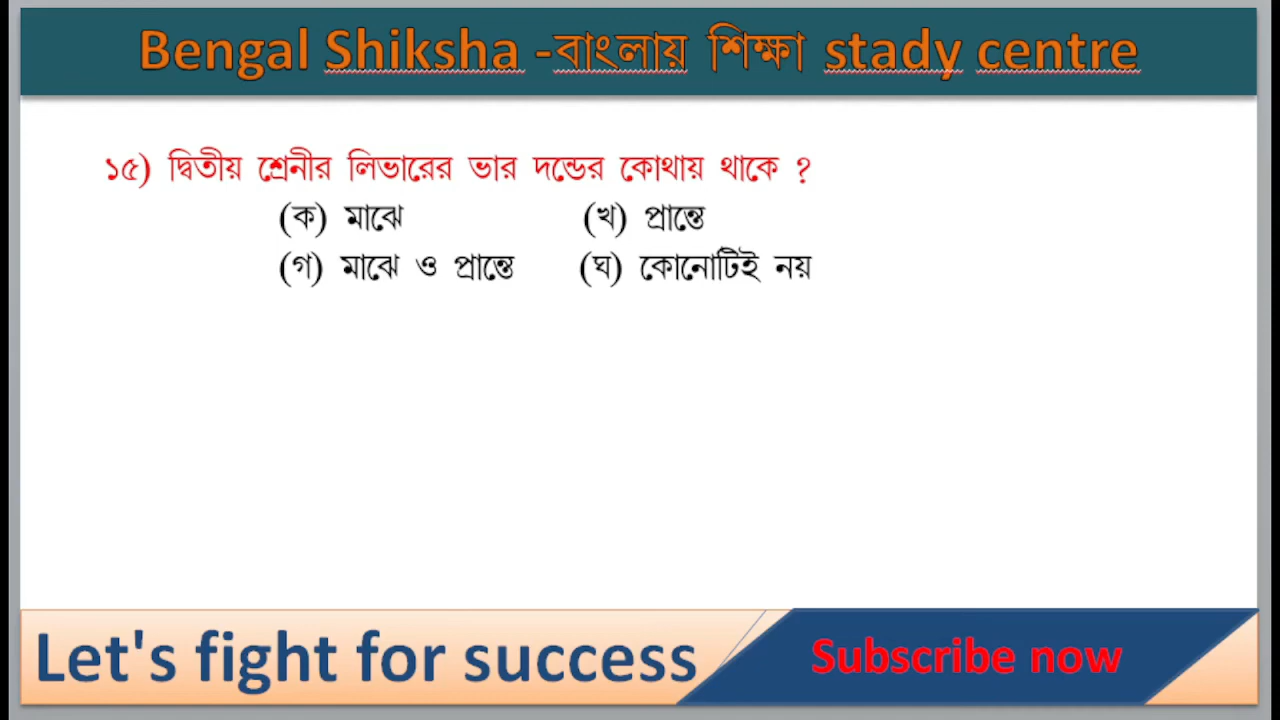 Bengal Shiksha -বাংলায় শিক্ষা stady centre
১৫) দ্বিতীয় শ্রেনীর লিভারের ভার দন্ডের কোথায় থাকে ?
(ক) মাঝে (খ) প্রান্তে
(গ) মাঝে ও প্রান্তে (ঘ) কোনোটিই নয়
Let's fight for success
Subscribe now